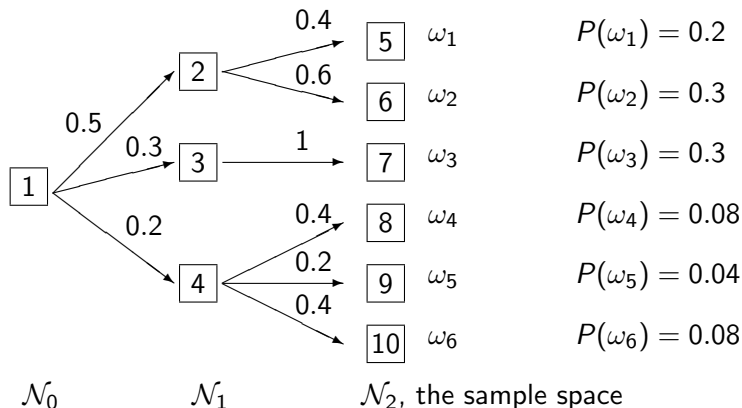 0.4
5 ω₁ P(ω₁) = 0.2
2
0.6
6 ω₂ P(ω₂) = 0.3
0.5
0.3
1
3
7 ω₃ P(ω₃) = 0.3
1
0.2
0.4
8 ω₄ P(ω₄) = 0.08
0.2
4
9 ω₅ P(ω₅) = 0.04
0.4
10 ω₆ P(ω₆) = 0.08
𝒩₀ 𝒩₁ 𝒩₂, the sample space